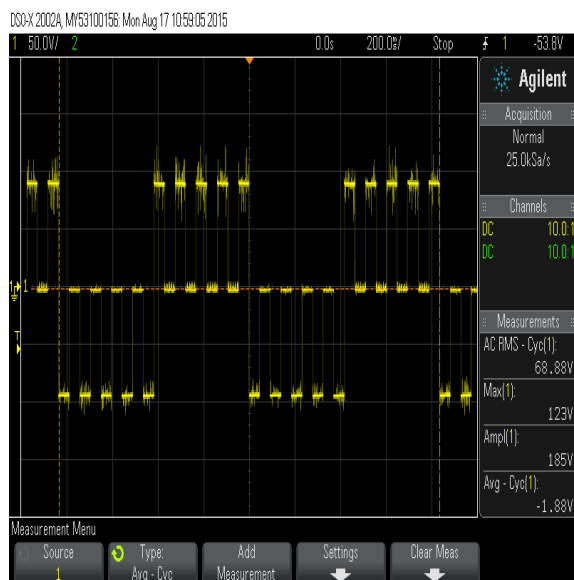 DSO-X 2002A, MY53100156: Mon Aug 17 10:59:05 2015
1 50.0V/ 2 0.0s 200.0s/ Stop 1 -53.8V
Agilent
Acquisition
Normal
25.0kSa/s
Channels
DC 10.0:1
DC 10.0:1
Measurements
AC RMS - Cyc(1):
68.88V
Max(1):
123V
Ampl(1):
185V
Avg - Cyc(1):
-1.88V
1
T
Measurement Menu
Source
1
Type:
Avg - Cyc
Add
Measurement
Settings
Clear Meas